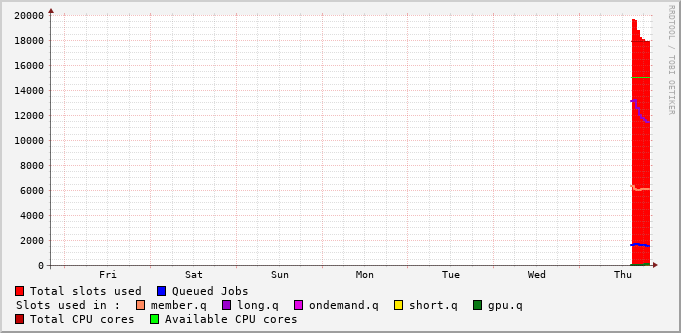 RRDTOOL / TOBI OETIKER
20000
18000
16000
14000
12000
10000
8000
6000
4000
2000
0
Fri Sat Sun Mon Tue Wed Thu
Total slots used Queued Jobs
Slots used in : member.q long.q ondemand.q short.q gpu.q
Total CPU cores Available CPU cores